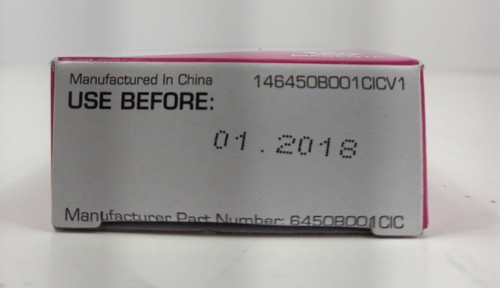 Manufactured In China 146450B001CICV1
USE BEFORE:
01.2018
Manufacturer Part Number: 6450B001CIC